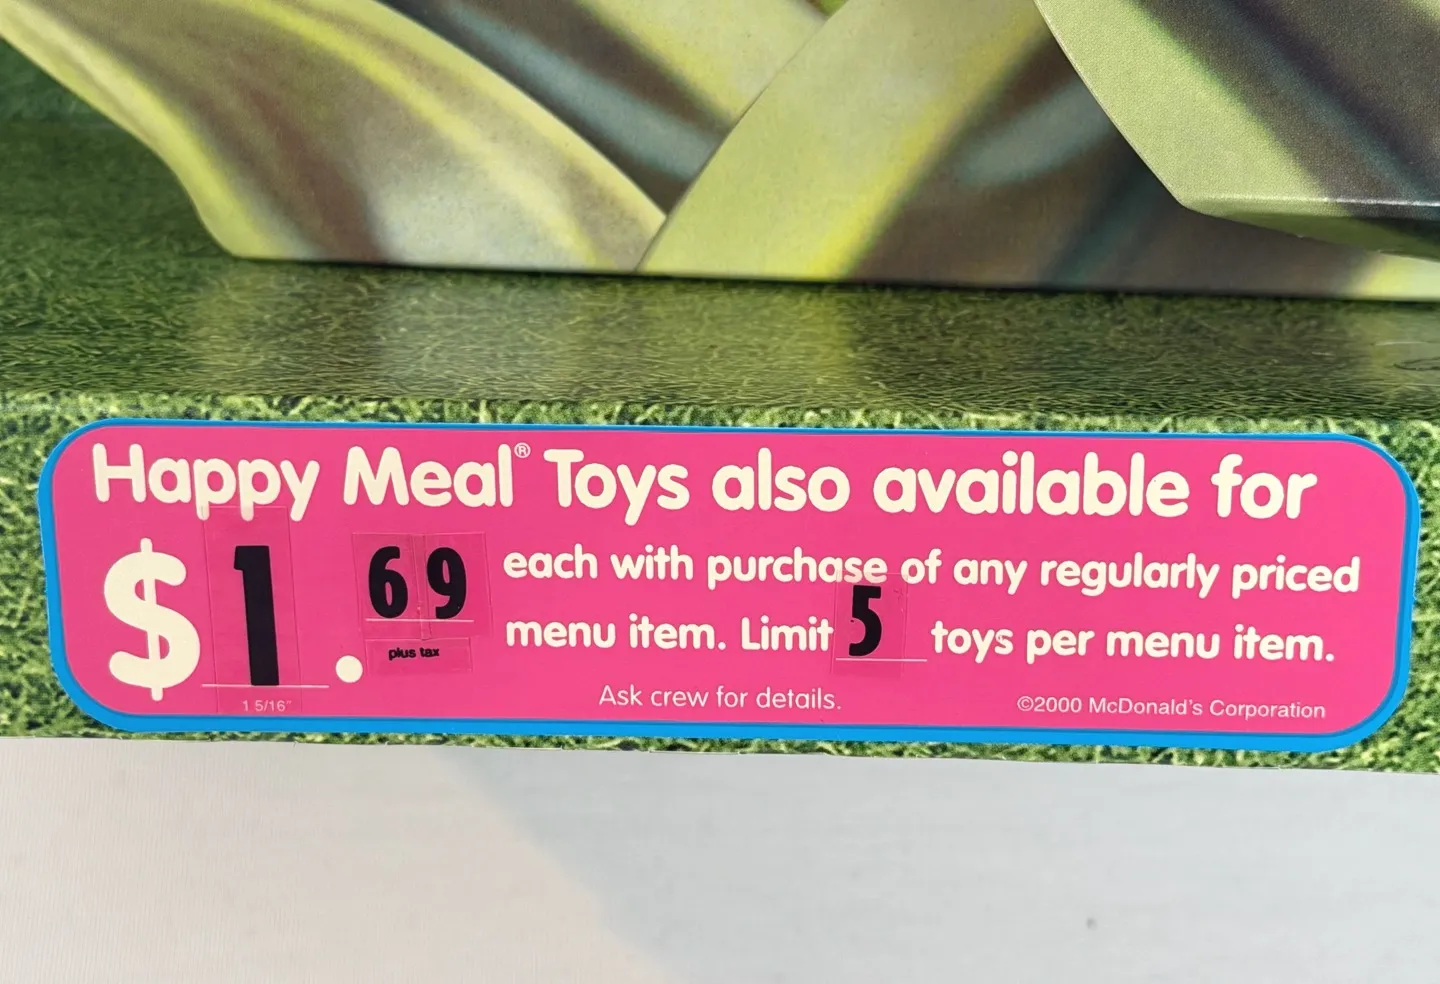 Happy Meal® Toys also available for
$1.69 each with purchase of any regularly priced
plus tax menu item. Limit 5 toys per menu item.
1 5/16"
Ask crew for details.
©2000 McDonald's Corporation